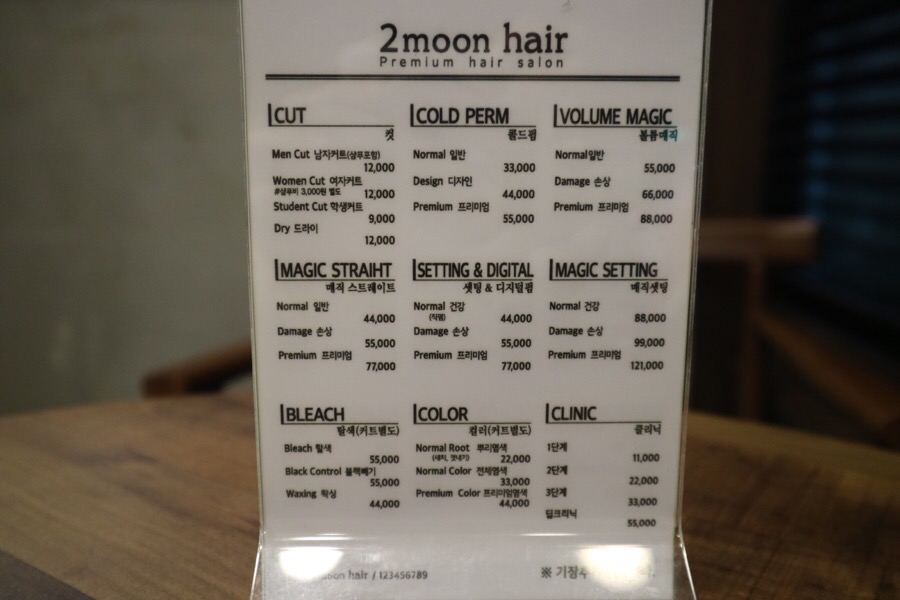 2moon hair
Premium hair salon
CUT
컷
Men Cut 남자커트(샴푸포함)
12,000
Women Cut 여자커트
#샴푸비 3,000원 별도 12,000
Student Cut 학생커트
9,000
Dry 드라이
12,000
COLD PERM
콜드펌
Normal 일반
33,000
Design 디자인
44,000
Premium 프리미엄
55,000
VOLUME MAGIC
볼륨매직
Normal일반
55,000
Damage 손상
66,000
Premium 프리미엄
88,000
MAGIC STRAIHT
매직 스트레이트
Normal 일반
44,000
Damage 손상
55,000
Premium 프리미엄
77,000
SETTING & DIGITAL
셋팅 & 디지털펌
Normal 건강
(직펌) 44,000
Damage 손상
55,000
Premium 프리미엄
77,000
MAGIC SETTING
매직셋팅
Normal 건강
88,000
Damage 손상
99,000
Premium 프리미엄
121,000
BLEACH
탈색(커트별도)
Bleach 탈색
55,000
Black Control 블랙빼기
55,000
Waxing 왁싱
44,000
COLOR
컬러(커트별도)
Normal Root 뿌리염색
(새치, 멋내기) 22,000
Normal Color 전체염색
33,000
Premium Color 프리미엄염색
44,000
CLINIC
클리닉
1단계
11,000
2단계
22,000
3단계
33,000
딥크리닉
55,000
hair / 123456789
※ 기장